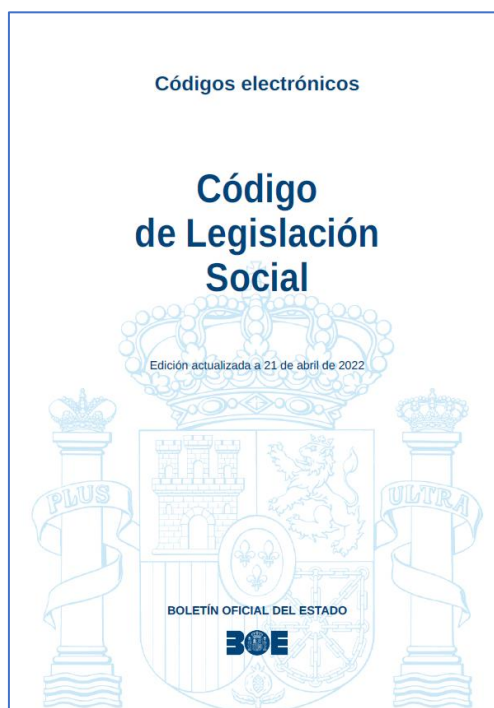 Códigos electrónicos
Código
de Legislación
Social
Edición actualizada a 21 de abril de 2022
PLUS
ULTRA
BOLETÍN OFICIAL DEL ESTADO
BOE